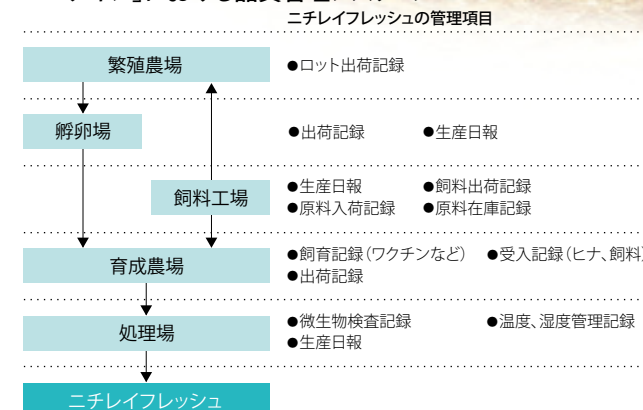 ニチレイフレッシュの管理項目
繁殖農場 ●ロット出荷記録
孵卵場 ●出荷記録 ●生産日報
飼料工場 ●生産日報 ●飼料出荷記録
●原料入荷記録 ●原料在庫記録
育成農場 ●飼育記録（ワクチンなど） ●受入記録（ヒナ、飼料）
●出荷記録
処理場 ●微生物検査記録 ●温度、湿度管理記録
●生産日報
ニチレイフレッシュ